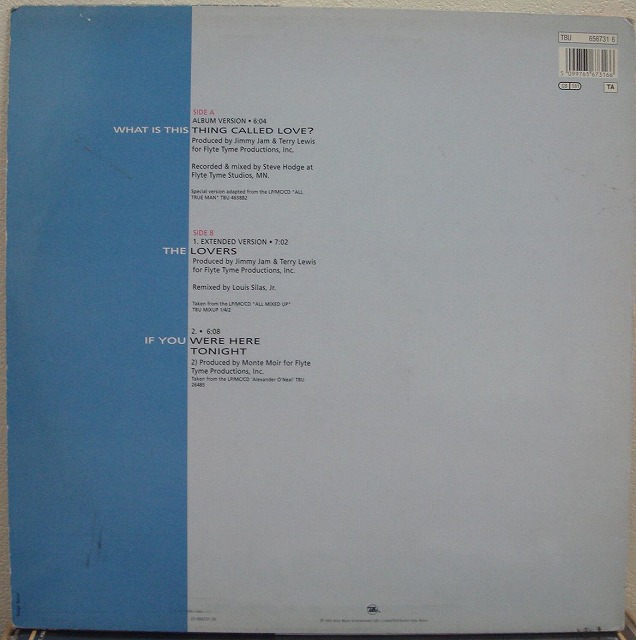 TBU 656731 6
5 099765 673166
CB 151
TA
SIDE A
ALBUM VERSION • 6:04
WHAT IS THIS THING CALLED LOVE?
Produced by Jimmy Jam & Terry Lewis
for Flyte Tyme Productions, Inc.
Recorded & mixed by Steve Hodge at
Flyte Tyme Studios, MN.
Special version adapted from the LP/MC/CD "ALL
TRUE MAN" TBU 465882
SIDE B
1. EXTENDED VERSION • 7:02
THE LOVERS
Produced by Jimmy Jam & Terry Lewis
for Flyte Tyme Productions, Inc.
Remixed by Louis Silas, Jr.
Taken from the LP/MC/CD "ALL MIXED UP"
TBU MIXUP 1/4/2
2. • 6:08
IF YOU WERE HERE
TONIGHT
2) Produced by Monte Moir for Flyte
Tyme Productions, Inc.
Taken from the LP/MC/CD 'Alexander O'Neal' TBU
26485